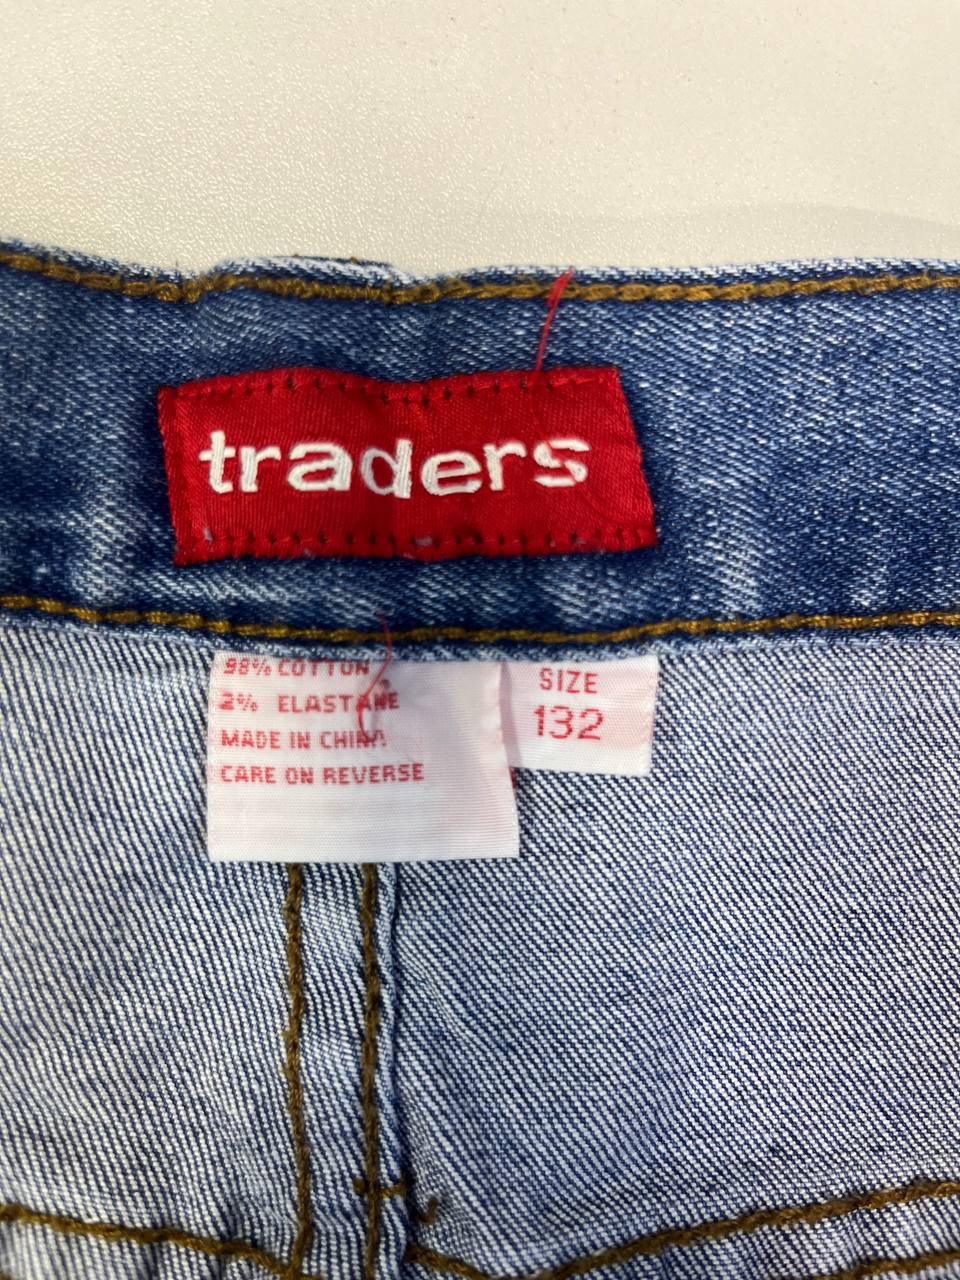 traders
98% COTTON
2% ELASTANE
MADE IN CHINA
CARE ON REVERSE
SIZE
132